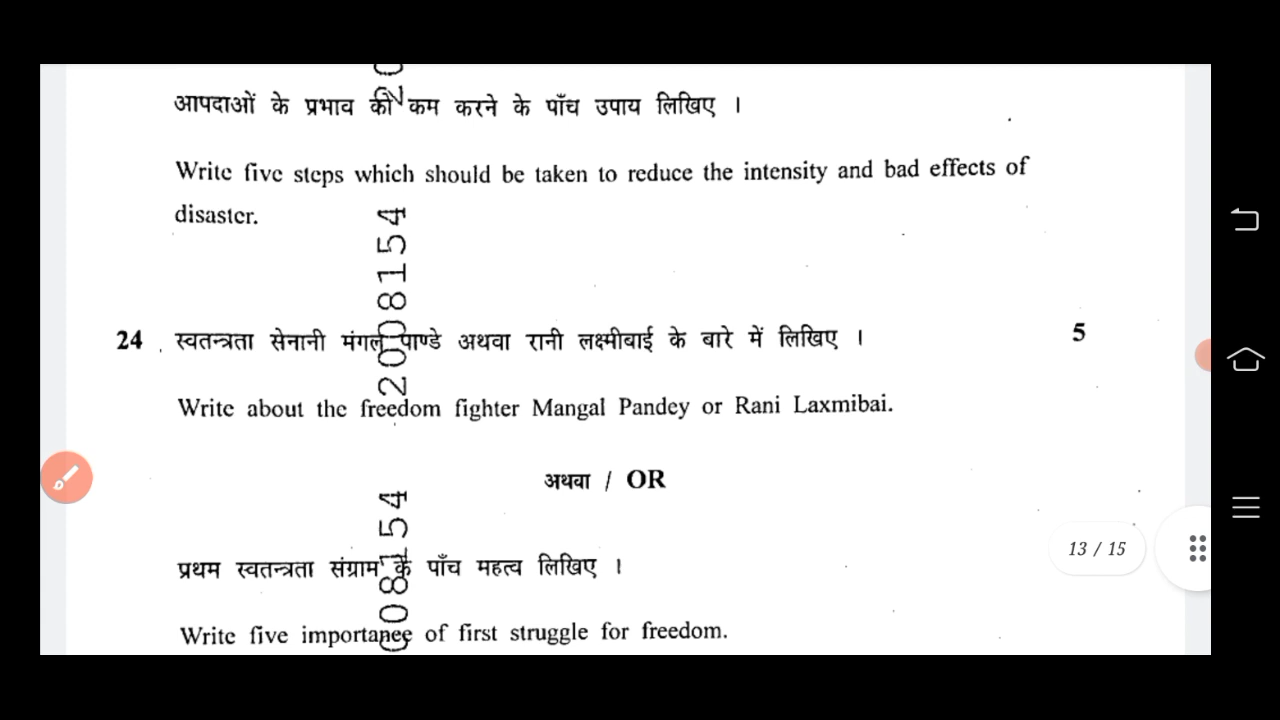 आपदाओं के प्रभाव को कम करने के पाँच उपाय लिखिए ।
Write five steps which should be taken to reduce the intensity and bad effects of
disaster.
24 स्वतन्त्रता सेनानी मंगल पाण्डे अथवा रानी लक्ष्मीबाई के बारे में लिखिए । 5
Write about the freedom fighter Mangal Pandey or Rani Laxmibai.
अथवा / OR
प्रथम स्वतन्त्रता संग्राम के पाँच महत्व लिखिए ।
Write five importance of first struggle for freedom.
2008154
13 / 15